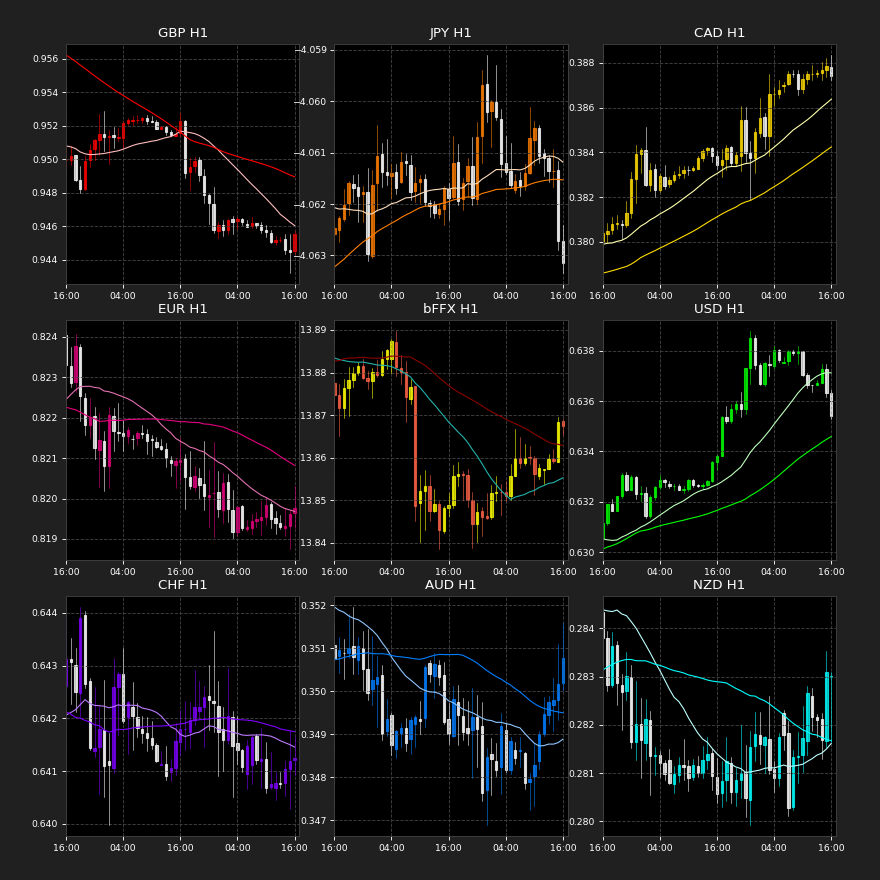 GBP H1
0.956
0.954
0.952
0.950
0.948
0.946
0.944
16:00 04:00 16:00 04:00 16:00
JPY H1
−4.059
−4.060
−4.061
−4.062
−4.063
16:00 04:00 16:00 04:00 16:00
CAD H1
0.388
0.386
0.384
0.382
0.380
16:00 04:00 16:00 04:00 16:00
EUR H1
0.824
0.823
0.822
0.821
0.820
0.819
16:00 04:00 16:00 04:00 16:00
bFFX H1
13.89
13.88
13.87
13.86
13.85
13.84
16:00 04:00 16:00 04:00 16:00
USD H1
0.638
0.636
0.634
0.632
0.630
16:00 04:00 16:00 04:00 16:00
CHF H1
0.644
0.643
0.642
0.641
0.640
16:00 04:00 16:00 04:00 16:00
AUD H1
0.352
0.351
0.350
0.349
0.348
0.347
16:00 04:00 16:00 04:00 16:00
NZD H1
0.284
0.283
0.282
0.281
0.280
16:00 04:00 16:00 04:00 16:00